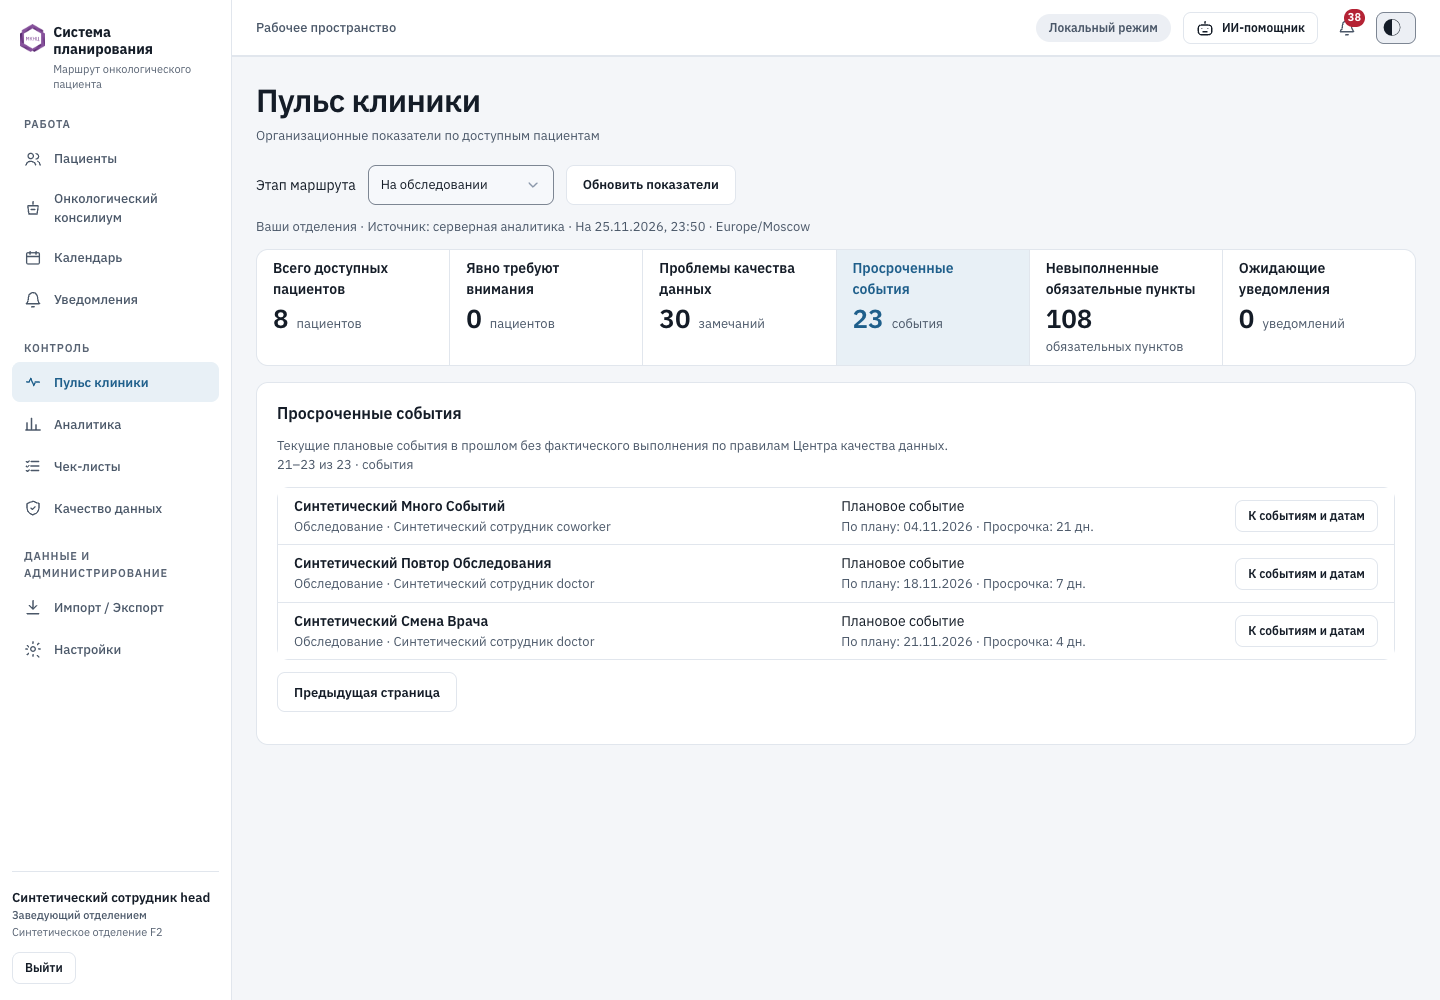 Система
планирования
Маршрут онкологического
пациента
РАБОТА
Пациенты
Онкологический
консилиум
Календарь
Уведомления
КОНТРОЛЬ
Пульс клиники
Аналитика
Чек-листы
Качество данных
ДАННЫЕ И
АДМИНИСТРИРОВАНИЕ
Импорт / Экспорт
Настройки
Синтетический сотрудник head
Заведующий отделением
Синтетическое отделение F2
Выйти
Рабочее пространство
Локальный режим
ИИ-помощник
38
Пульс клиники
Организационные показатели по доступным пациентам
Этап маршрута
На обследовании
Обновить показатели
Ваши отделения · Источник: серверная аналитика · На 25.11.2026, 23:50 · Europe/Moscow
Всего доступных
пациентов
8 пациентов
Явно требуют
внимания
0 пациентов
Проблемы качества
данных
30 замечаний
Просроченные
события
23 события
Невыполненные
обязательные пункты
108
обязательных пунктов
Ожидающие
уведомления
0 уведомлений
Просроченные события
Текущие плановые события в прошлом без фактического выполнения по правилам Центра качества данных.
21–23 из 23 · события
Синтетический Много Событий
Обследование · Синтетический сотрудник coworker
Плановое событие
По плану: 04.11.2026 · Просрочка: 21 дн.
К событиям и датам
Синтетический Повтор Обследования
Обследование · Синтетический сотрудник doctor
Плановое событие
По плану: 18.11.2026 · Просрочка: 7 дн.
К событиям и датам
Синтетический Смена Врача
Обследование · Синтетический сотрудник doctor
Плановое событие
По плану: 21.11.2026 · Просрочка: 4 дн.
К событиям и датам
Предыдущая страница